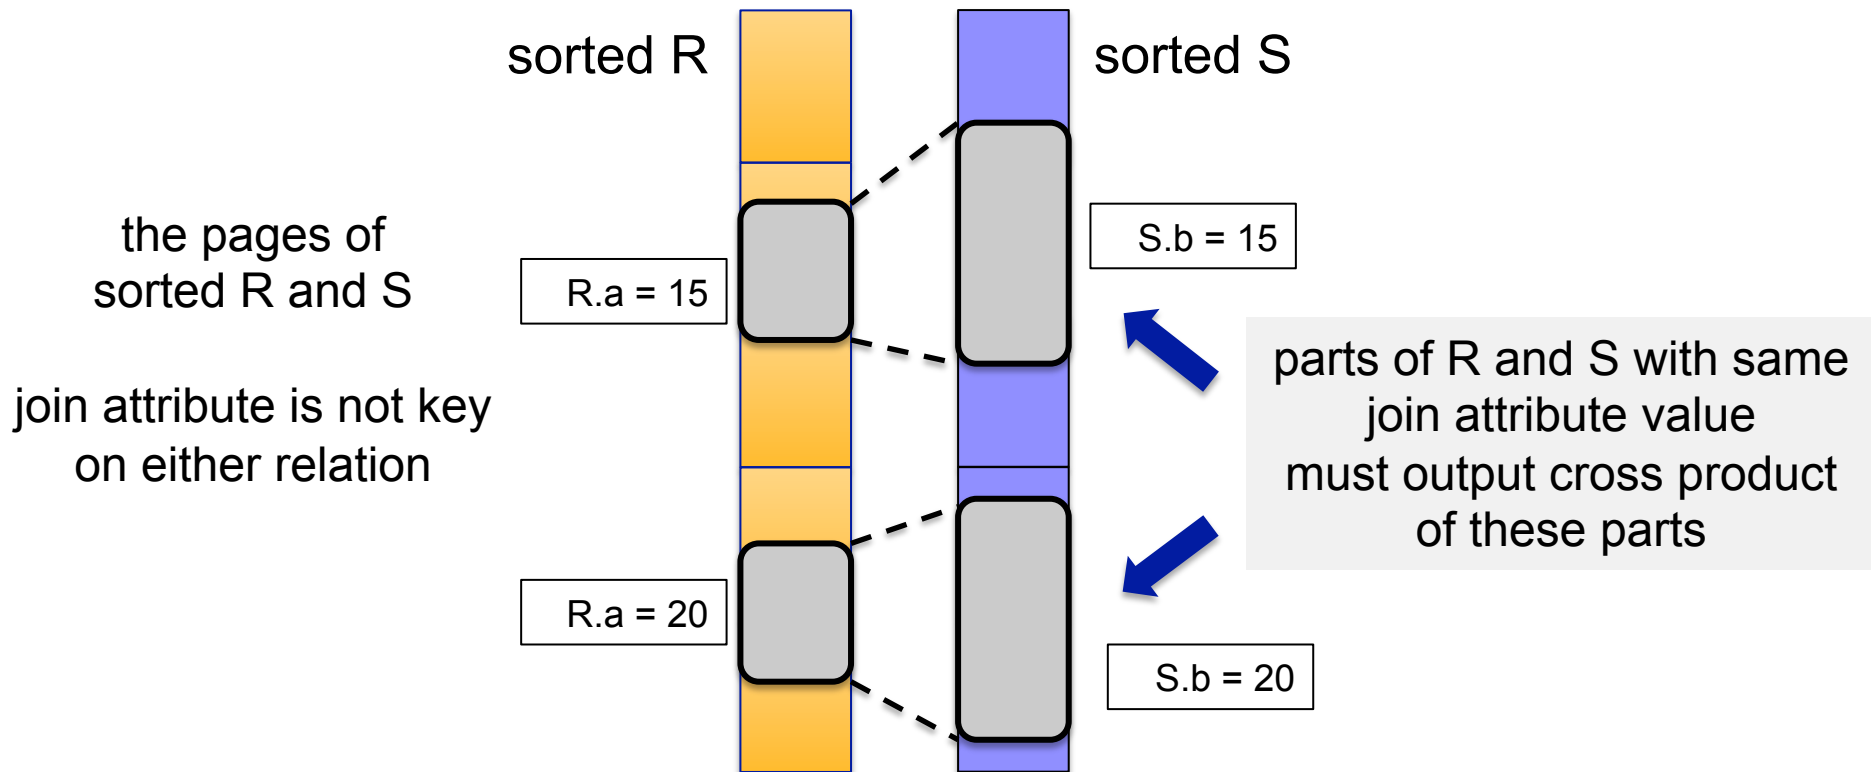 sorted R
sorted S
the pages of
sorted R and S
join attribute is not key
on either relation
R.a = 15
S.b = 15
parts of R and S with same
join attribute value
must output cross product
of these parts
R.a = 20
S.b = 20